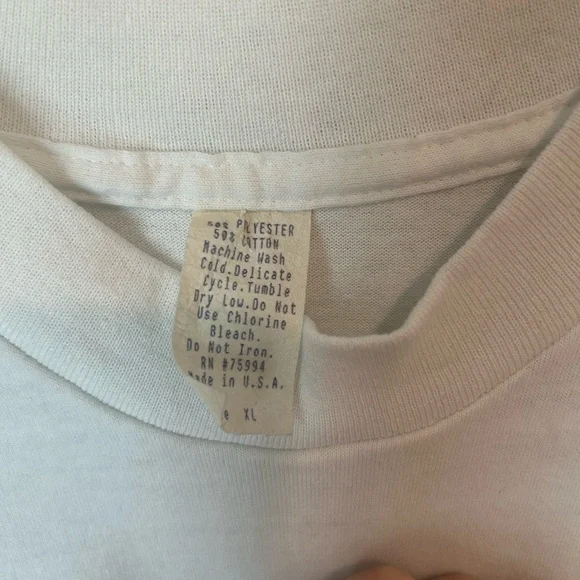 50% POLYESTER
50% COTTON
Machine Wash
Cold.Delicate
Cycle.Tumble
Dry Low.Do Not
Use Chlorine
Bleach.
Do Not Iron.
RN #75994
Made in U.S.A.
XL